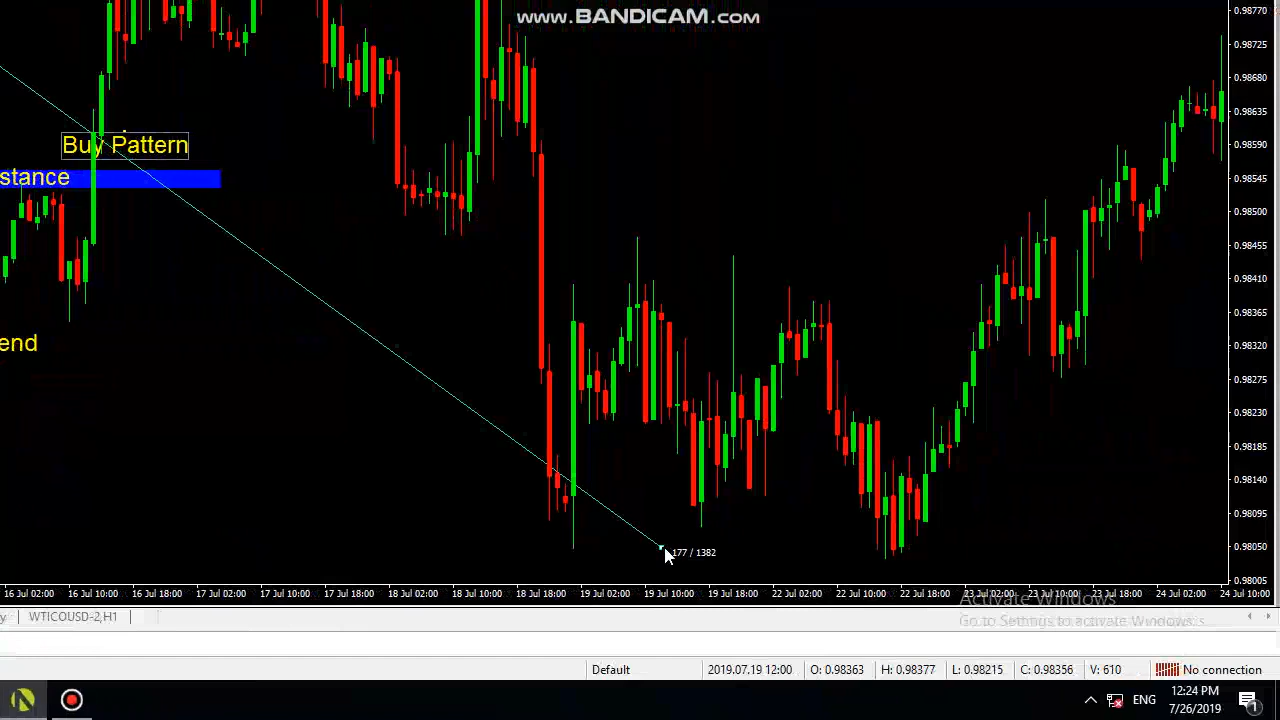 www.BANDICAM.com
0.98770
0.98725
0.98680
0.98635
0.98590
0.98545
0.98500
0.98455
0.98410
0.98365
0.98320
0.98275
0.98230
0.98185
0.98140
0.98095
0.98050
0.98005
Buy Pattern
stance
end
177 / 1382
16 Jul 02:00 16 Jul 10:00 16 Jul 18:00 17 Jul 02:00 17 Jul 10:00 17 Jul 18:00 18 Jul 02:00 18 Jul 10:00 18 Jul 18:00 19 Jul 02:00 19 Jul 10:00 19 Jul 18:00 22 Jul 02:00 22 Jul 10:00 22 Jul 18:00 23 Jul 02:00 23 Jul 10:00 23 Jul 18:00 24 Jul 02:00 24 Jul 10:00
Activate Windows
y WTICOUSD-2,H1
Go to Settings to activate Windows.
Default 2019.07.19 12:00 O: 0.98363 H: 0.98377 L: 0.98215 C: 0.98356 V: 610 No connection
ENG
12:24 PM
7/26/2019
1